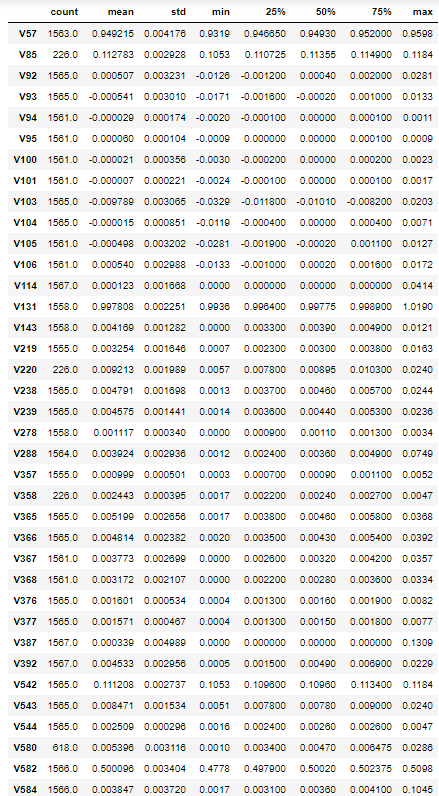 count mean std min 25% 50% 75% max
V57 1563.0 0.949215 0.004176 0.9319 0.946650 0.94930 0.952000 0.9598
V85 226.0 0.112783 0.002928 0.1053 0.110725 0.11355 0.114900 0.1184
V92 1565.0 0.000507 0.003231 -0.0126 -0.001200 0.00040 0.002000 0.0281
V93 1565.0 -0.000541 0.003010 -0.0171 -0.001600 -0.00020 0.001000 0.0133
V94 1561.0 -0.000029 0.000174 -0.0020 -0.000100 0.00000 0.000100 0.0011
V95 1561.0 0.000060 0.000104 -0.0009 0.000000 0.00000 0.000100 0.0009
V100 1561.0 -0.000021 0.000356 -0.0030 -0.000200 0.00000 0.000200 0.0023
V101 1561.0 -0.000007 0.000221 -0.0024 -0.000100 0.00000 0.000100 0.0017
V103 1565.0 -0.009789 0.003065 -0.0329 -0.011800 -0.01010 -0.008200 0.0203
V104 1565.0 -0.000015 0.000851 -0.0119 -0.000400 0.00000 0.000400 0.0071
V105 1561.0 -0.000498 0.003202 -0.0281 -0.001900 -0.00020 0.001100 0.0127
V106 1561.0 0.000540 0.002988 -0.0133 -0.001000 0.00020 0.001600 0.0172
V114 1567.0 0.000123 0.001668 0.0000 0.000000 0.00000 0.000000 0.0414
V131 1558.0 0.997808 0.002251 0.9936 0.996400 0.99775 0.998900 1.0190
V143 1558.0 0.004169 0.001282 0.0000 0.003300 0.00390 0.004900 0.0121
V219 1555.0 0.003254 0.001646 0.0007 0.002300 0.00300 0.003800 0.0163
V220 226.0 0.009213 0.001989 0.0057 0.007800 0.00895 0.010300 0.0240
V238 1565.0 0.004791 0.001698 0.0013 0.003700 0.00460 0.005700 0.0244
V239 1565.0 0.004575 0.001441 0.0014 0.003600 0.00440 0.005300 0.0236
V278 1558.0 0.001117 0.000340 0.0000 0.000900 0.00110 0.001300 0.0034
V288 1564.0 0.003924 0.002936 0.0012 0.002400 0.00360 0.004900 0.0749
V357 1555.0 0.000999 0.000501 0.0003 0.000700 0.00090 0.001100 0.0052
V358 226.0 0.002443 0.000395 0.0017 0.002200 0.00240 0.002700 0.0047
V365 1565.0 0.005199 0.002656 0.0017 0.003800 0.00460 0.005800 0.0368
V366 1565.0 0.004814 0.002382 0.0020 0.003500 0.00430 0.005400 0.0392
V367 1561.0 0.003773 0.002699 0.0000 0.002600 0.00320 0.004200 0.0357
V368 1561.0 0.003172 0.002107 0.0000 0.002200 0.00280 0.003600 0.0334
V376 1565.0 0.001601 0.000534 0.0004 0.001300 0.00160 0.001900 0.0082
V377 1565.0 0.001571 0.000467 0.0004 0.001300 0.00150 0.001800 0.0077
V387 1567.0 0.000339 0.004989 0.0000 0.000000 0.00000 0.000000 0.1309
V392 1567.0 0.004533 0.002956 0.0005 0.001500 0.00490 0.006900 0.0229
V542 1565.0 0.111208 0.002737 0.1053 0.109600 0.10960 0.113400 0.1184
V543 1565.0 0.008471 0.001534 0.0051 0.007800 0.00780 0.009000 0.0240
V544 1565.0 0.002509 0.000296 0.0016 0.002400 0.00260 0.002600 0.0047
V580 618.0 0.005396 0.003116 0.0010 0.003400 0.00470 0.006475 0.0286
V582 1566.0 0.500096 0.003404 0.4778 0.497900 0.50020 0.502375 0.5098
V584 1566.0 0.003847 0.003720 0.0017 0.003100 0.00360 0.004100 0.1045